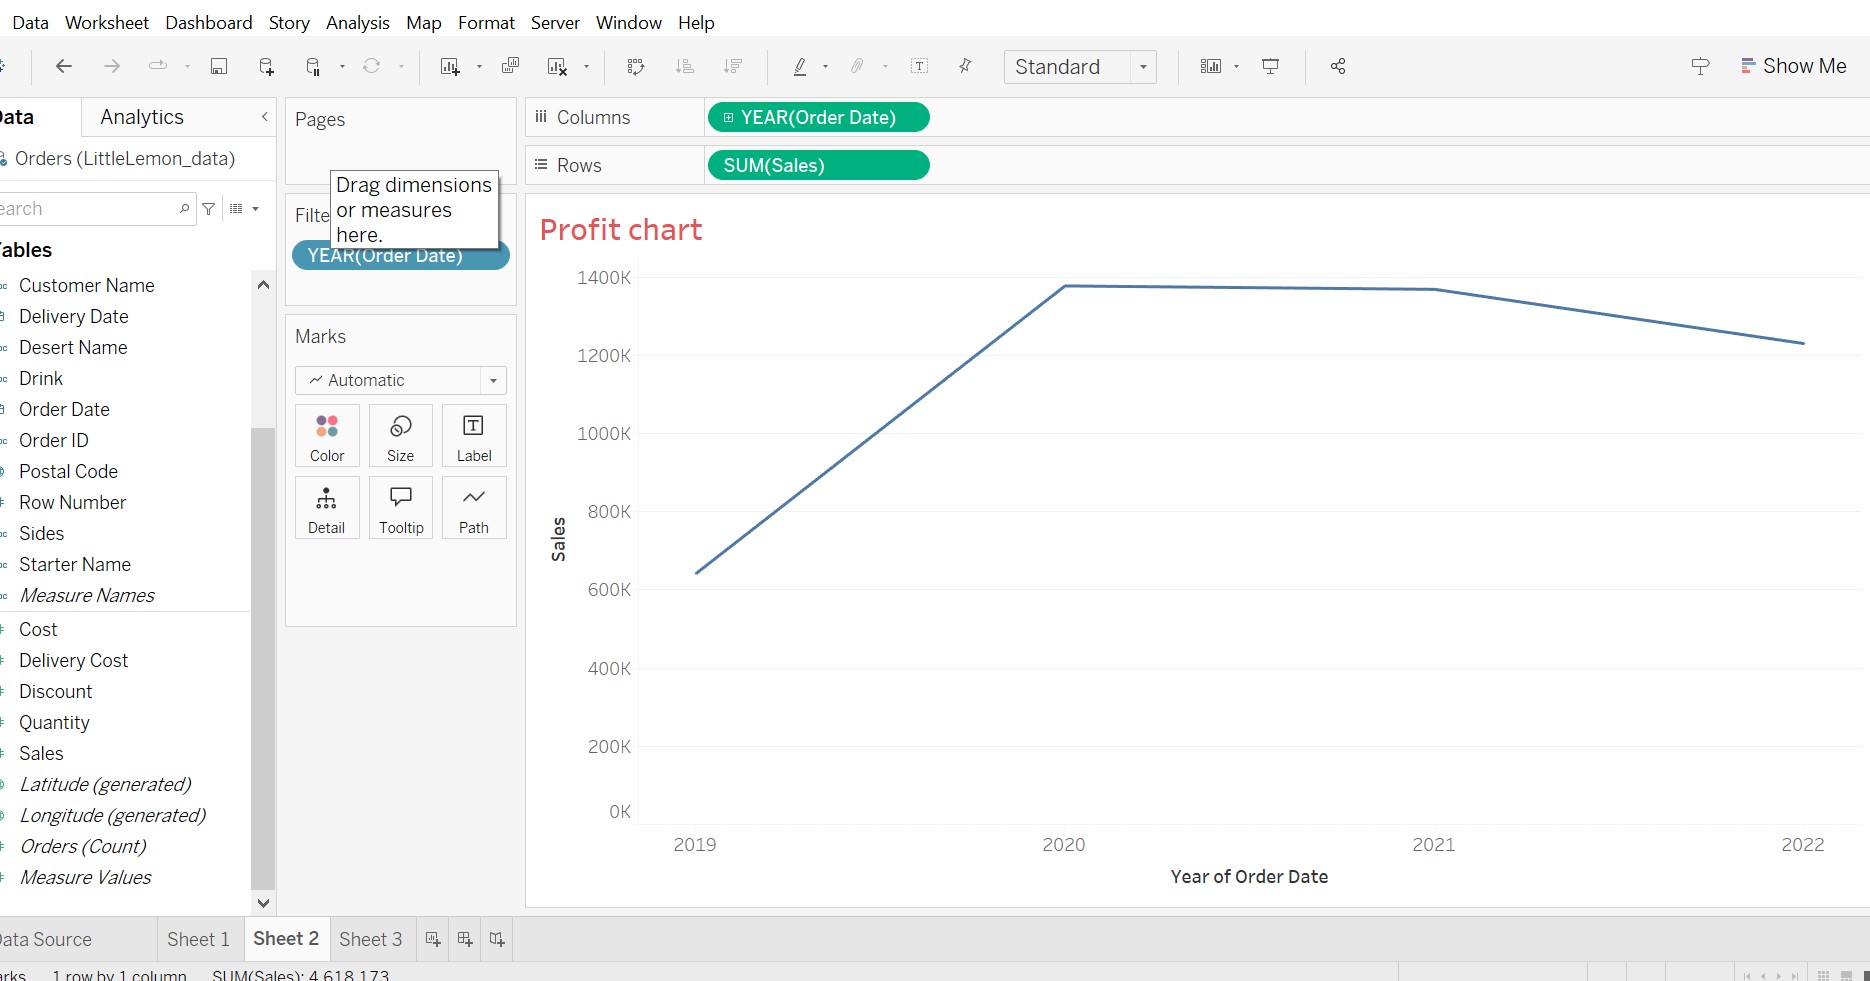 Data Worksheet Dashboard Story Analysis Map Format Server Window Help
Standard
Show Me
Data Analytics
Pages
Columns YEAR(Order Date)
Orders (LittleLemon_data)
Rows SUM(Sales)
Drag dimensions
or measures
here.
earch
Filte
YEAR(Order Date)
Profit chart
ables
Customer Name
Delivery Date
Desert Name
Drink
Order Date
Order ID
Postal Code
Row Number
Sides
Starter Name
Measure Names
Cost
Delivery Cost
Discount
Quantity
Sales
Latitude (generated)
Longitude (generated)
Orders (Count)
Measure Values
Marks
Automatic
Color Size Label
Detail Tooltip Path
1400K
1200K
1000K
800K
600K
400K
200K
0K
Sales
2019 2020 2021 2022
Year of Order Date
Data Source Sheet 1 Sheet 2 Sheet 3
arks 1 row by 1 column SUM(Sales): 4,618,173